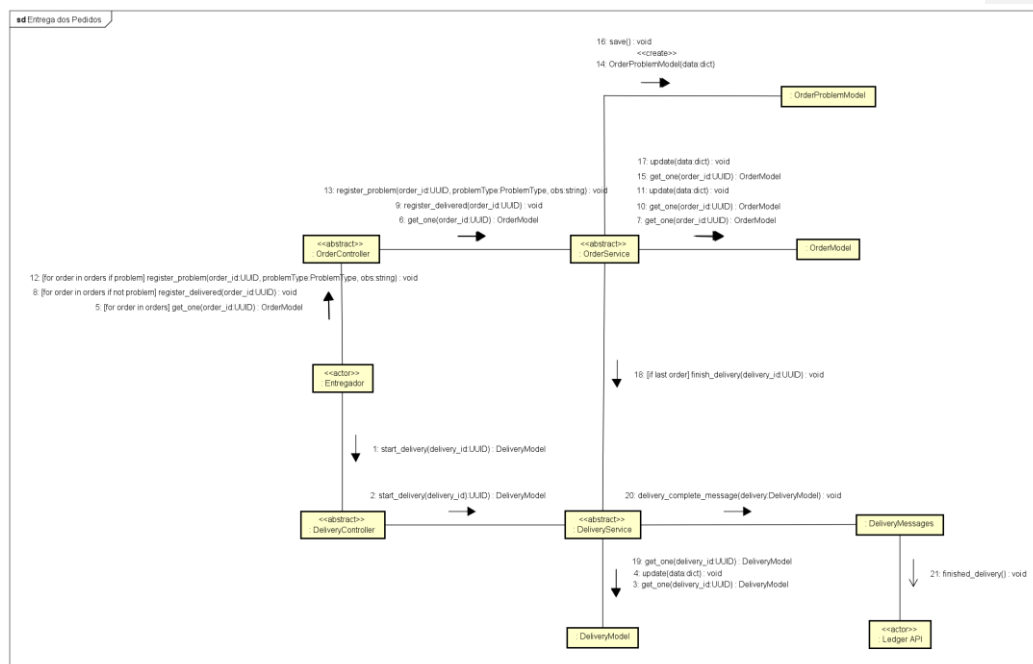 sd Entrega dos Pedidos
16: save() : void
<<create>>
14: OrderProblemModel(data:dict)
: OrderProblemModel
17: update(data:dict) : void
15: get_one(order_id:UUID) : OrderModel
13: register_problem(order_id:UUID, problemType:ProblemType, obs:string) : void
11: update(data:dict) : void
9: register_delivered(order_id:UUID) : void
10: get_one(order_id:UUID) : OrderModel
6: get_one(order_id:UUID) : OrderModel
7: get_one(order_id:UUID) : OrderModel
<<abstract>>
: OrderController
<<abstract>>
: OrderService
: OrderModel
12: [for order in orders if problem] register_problem(order_id:UUID, problemType:ProblemType, obs:string) : void
8: [for order in orders if not problem] register_delivered(order_id:UUID) : void
5: [for order in orders] get_one(order_id:UUID) : OrderModel
<<actor>>
: Entregador
18: [if last order] finish_delivery(delivery_id:UUID) : void
1: start_delivery(delivery_id:UUID) : DeliveryModel
2: start_delivery(delivery_id):UUID) : DeliveryModel
20: delivery_complete_message(delivery:DeliveryModel) : void
<<abstract>>
: DeliveryController
<<abstract>>
: DeliveryService
: DeliveryMessages
19: get_one(delivery_id:UUID) : DeliveryModel
4: update(data:dict) : void
3: get_one(delivery_id:UUID) : DeliveryModel
21: finished_delivery() : void
: DeliveryModel
<<actor>>
: Ledger API